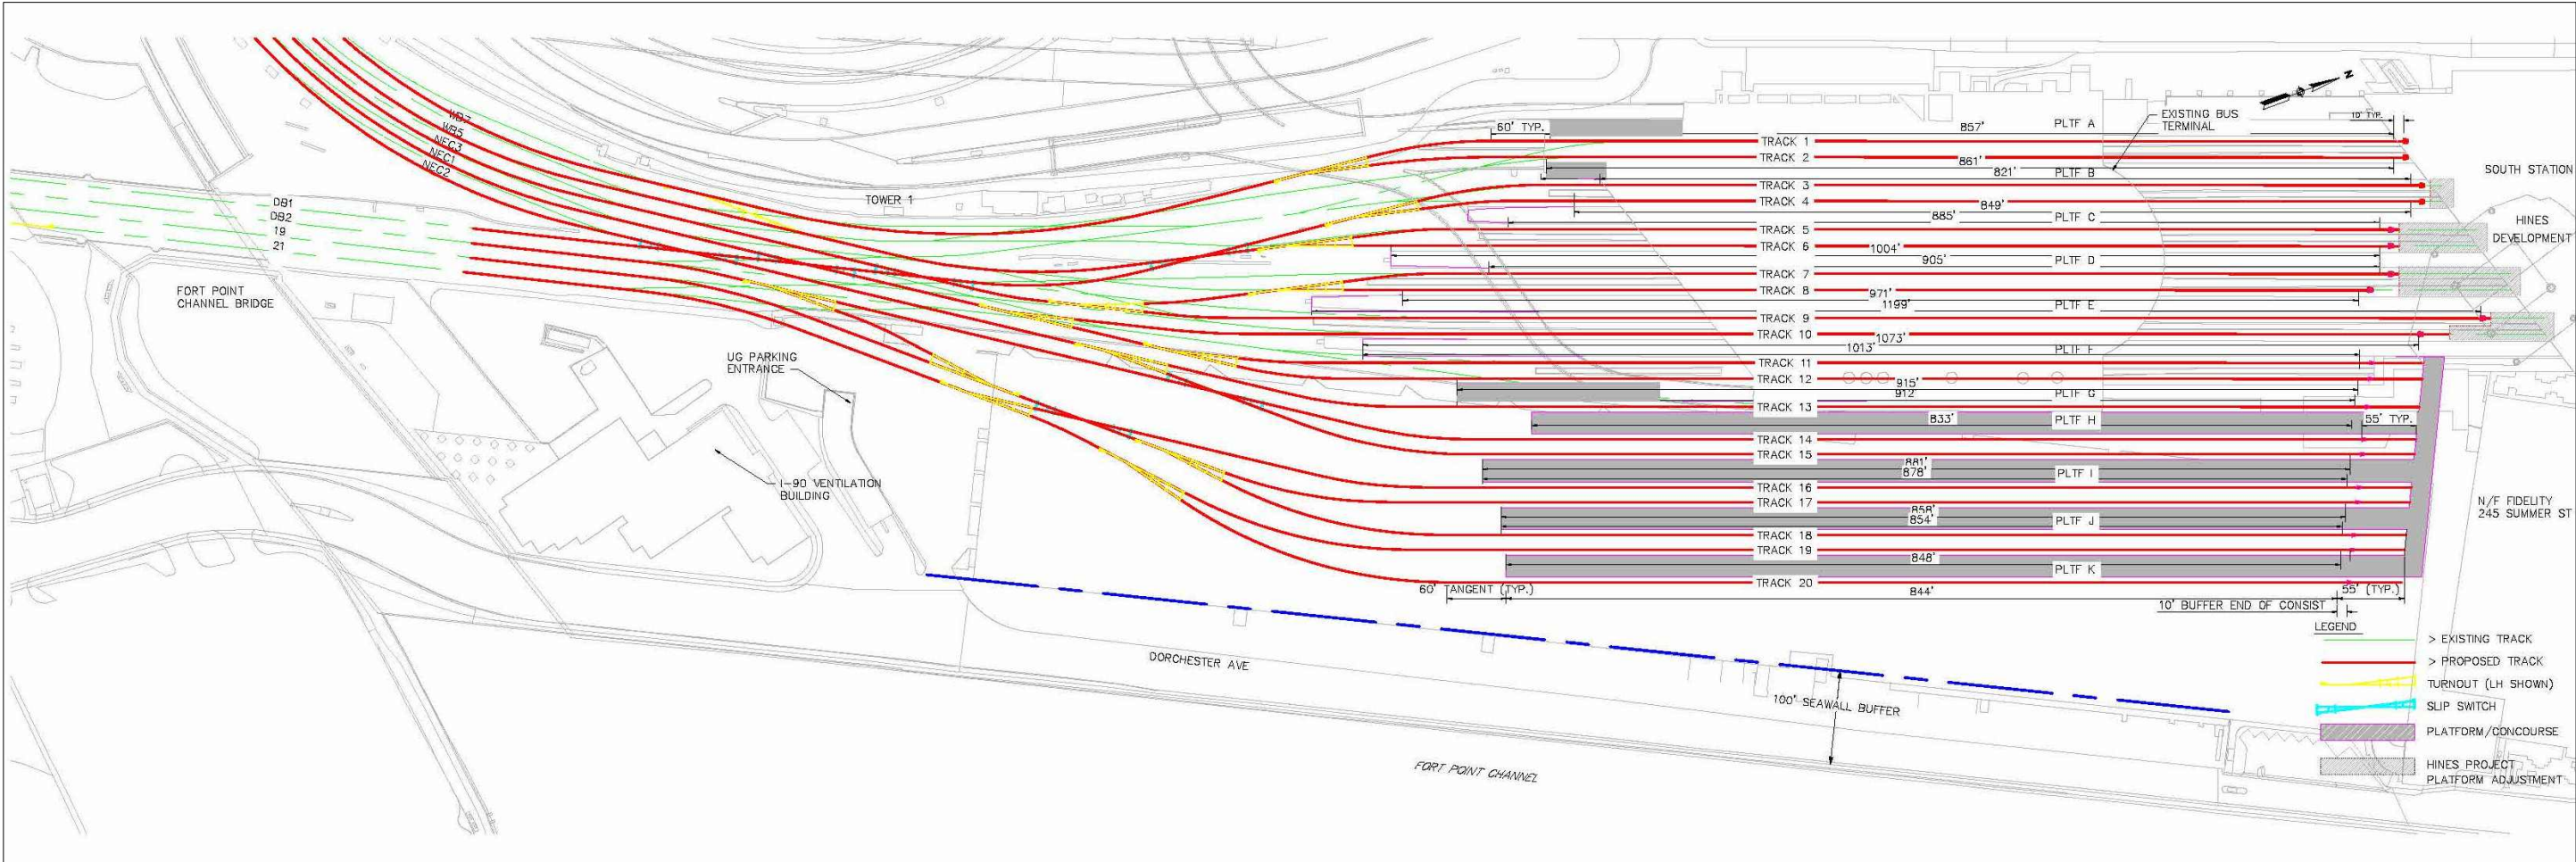 WB7
WB5
NEC3
NEC1
NEC2
DB1
DB2
19
21
FORT POINT
CHANNEL BRIDGE
TOWER 1
UG PARKING
ENTRANCE
I-90 VENTILATION
BUILDING
60' TYP.
857'
PLTF A
EXISTING BUS
TERMINAL
10' TYP.
N
TRACK 1
TRACK 2
861'
821'
PLTF B
SOUTH STATION
TRACK 3
TRACK 4
849'
885'
PLTF C
HINES
DEVELOPMENT
TRACK 5
TRACK 6
1004'
905'
PLTF D
TRACK 7
TRACK 8
971'
1199'
PLTF E
TRACK 9
TRACK 10
1073'
1013'
PLTF F
TRACK 11
TRACK 12
915'
912'
PLTF G
TRACK 13
833'
PLTF H
55' TYP.
TRACK 14
TRACK 15
881'
878'
PLTF I
TRACK 16
TRACK 17
858'
854'
PLTF J
TRACK 18
TRACK 19
848'
PLTF K
TRACK 20
60' TANGENT (TYP.)
844'
55' (TYP.)
10' BUFFER END OF CONSIST
N/F FIDELITY
245 SUMMER ST
DORCHESTER AVE
100' SEAWALL BUFFER
FORT POINT CHANNEL
LEGEND
> EXISTING TRACK
> PROPOSED TRACK
TURNOUT (LH SHOWN)
SLIP SWITCH
PLATFORM/CONCOURSE
HINES PROJECT
PLATFORM ADJUSTMENT